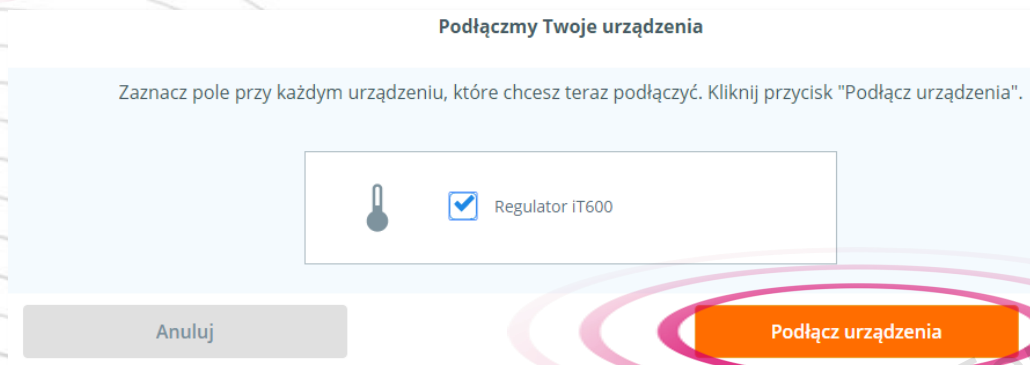 Podłączmy Twoje urządzenia
Zaznacz pole przy każdym urządzeniu, które chcesz teraz podłączyć. Kliknij przycisk "Podłącz urządzenia".
Regulator iT600
Anuluj
Podłącz urządzenia